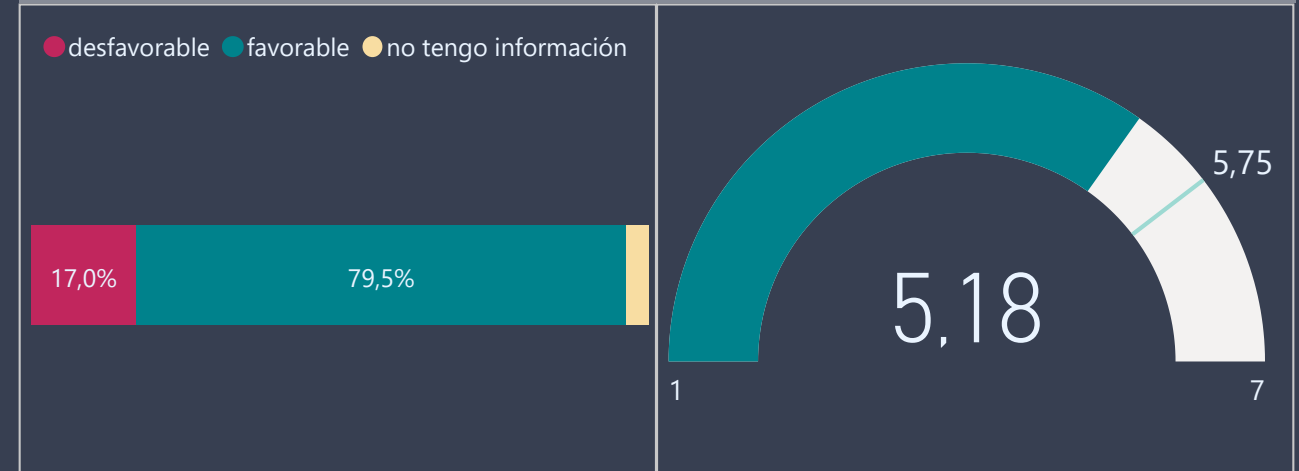 desfavorable favorable no tengo información
17,0% 79,5%
5,75
5,18
1 7